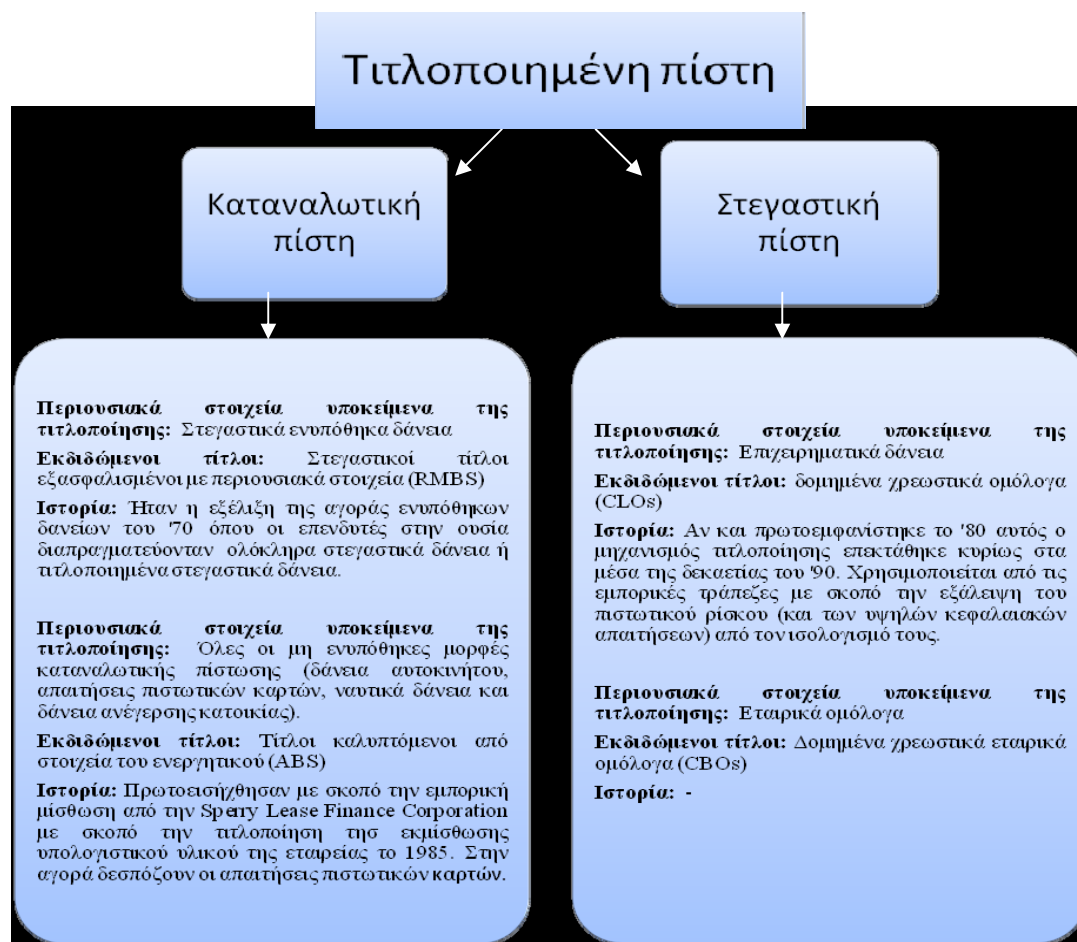 Τιτλοποιημένη πίστη
Καταναλωτική
πίστη
Περιουσιακά στοιχεία υποκείμενα της
τιτλοποίησης: Στεγαστικά ενυπόθηκα δάνεια
Εκδιδώμενοι τίτλοι: Στεγαστικοί τίτλοι
εξασφαλισμένοι με περιουσιακά στοιχεία (RMBS)
Ιστορία: Ήταν η εξέλιξη της αγοράς ενυπόθηκων
δανείων του '70 όπου οι επενδυτές στην ουσία
διαπραγματεύονταν ολόκληρα στεγαστικά δάνεια ή
τιτλοποιημένα στεγαστικά δάνεια.
Περιουσιακά στοιχεία υποκείμενα της
τιτλοποίησης: Όλες οι μη ενυπόθηκες μορφές
καταναλωτικής πίστωσης (δάνεια αυτοκινήτου,
απαιτήσεις πιστωτικών καρτών, ναυτικά δάνεια και
δάνεια ανέγερσης κατοικίας).
Εκδιδώμενοι τίτλοι: Τίτλοι καλυπτόμενοι από
στοιχεία του ενεργητικού (ABS)
Ιστορία: Πρωτοεισήχθησαν με σκοπό την εμπορική
μίσθωση από την Sperry Lease Finance Corporation
με σκοπό την τιτλοποίηση τησ εκμίσθωσης
υπολογιστικού υλικού της εταιρείας το 1985. Στην
αγορά δεσπόζουν οι απαιτήσεις πιστωτικών καρτών.
Στεγαστική
πίστη
Περιουσιακά στοιχεία υποκείμενα της
τιτλοποίησης: Επιχειρηματικά δάνεια
Εκδιδώμενοι τίτλοι: δομημένα χρεωστικά ομόλογα
(CLOs)
Ιστορία: Αν και πρωτοεμφανίστηκε το '80 αυτός ο
μηχανισμός τιτλοποίησης επεκτάθηκε κυρίως στα
μέσα της δεκαετίας του '90. Χρησιμοποιείται από τις
εμπορικές τράπεζες με σκοπό την εξάλειψη του
πιστωτικού ρίσκου (και των υψηλών κεφαλαιακών
απαιτήσεων) από τον ισολογισμό τους.
Περιουσιακά στοιχεία υποκείμενα της
τιτλοποίησης: Εταιρικά ομόλογα
Εκδιδώμενοι τίτλοι: Δομημένα χρεωστικά εταιρικά
ομόλογα (CBOs)
Ιστορία: -